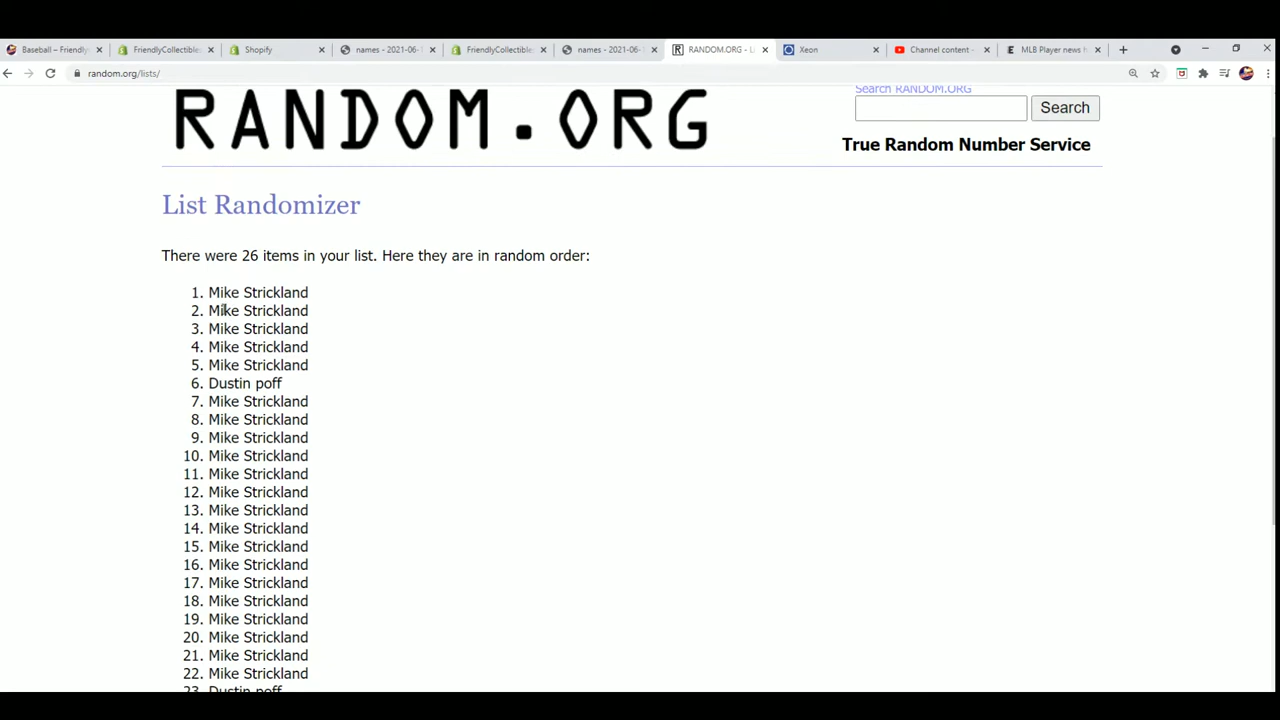 Baseball – Friendly
FriendlyCollectible
Shopify
names - 2021-06-
FriendlyCollectible
names - 2021-06-
RANDOM.ORG - L
Xeon
Channel content -
MLB Player news h
random.org/lists/
RANDOM.ORG
Search RANDOM.ORG
Search
True Random Number Service
List Randomizer
There were 26 items in your list. Here they are in random order:
1. Mike Strickland
2. Mike Strickland
3. Mike Strickland
4. Mike Strickland
5. Mike Strickland
6. Dustin poff
7. Mike Strickland
8. Mike Strickland
9. Mike Strickland
10. Mike Strickland
11. Mike Strickland
12. Mike Strickland
13. Mike Strickland
14. Mike Strickland
15. Mike Strickland
16. Mike Strickland
17. Mike Strickland
18. Mike Strickland
19. Mike Strickland
20. Mike Strickland
21. Mike Strickland
22. Mike Strickland
23. Dustin poff